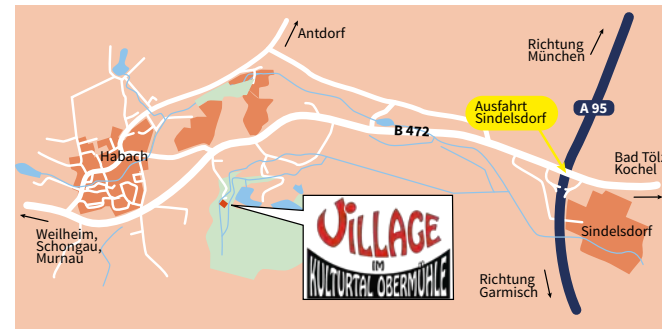 Antdorf
Richtung
München
Ausfahrt
Sindelsdorf
A 95
B 472
Habach
Bad Tölz
Kochel
Weilheim,
Schongau,
Murnau
VILLAGE
IM
KULTURTAL OBERMÜHLE
Sindelsdorf
Richtung
Garmisch